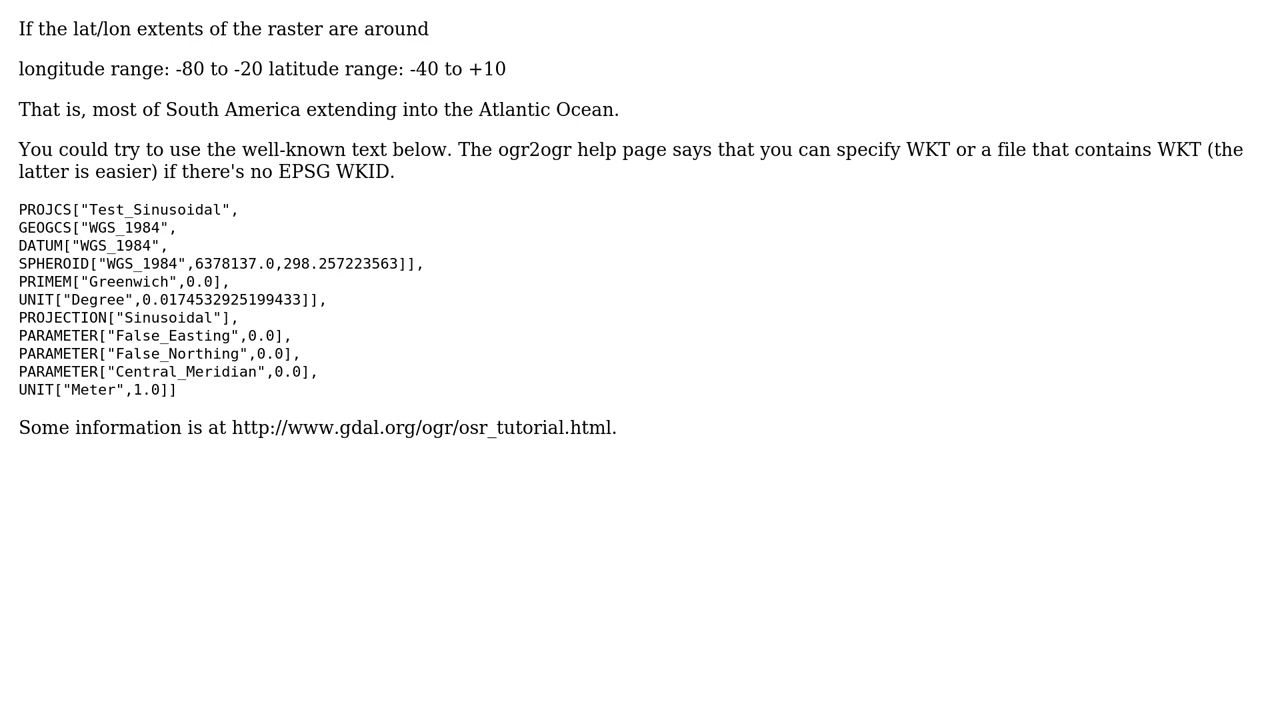 If the lat/lon extents of the raster are around
longitude range: -80 to -20 latitude range: -40 to +10
That is, most of South America extending into the Atlantic Ocean.
You could try to use the well-known text below. The ogr2ogr help page says that you can specify WKT or a file that contains WKT (the
latter is easier) if there's no EPSG WKID.
PROJCS["Test_Sinusoidal",
GEOGCS["WGS_1984",
DATUM["WGS_1984",
SPHEROID["WGS_1984",6378137.0,298.257223563]],
PRIMEM["Greenwich",0.0],
UNIT["Degree",0.0174532925199433]],
PROJECTION["Sinusoidal"],
PARAMETER["False_Easting",0.0],
PARAMETER["False_Northing",0.0],
PARAMETER["Central_Meridian",0.0],
UNIT["Meter",1.0]]
Some information is at http://www.gdal.org/ogr/osr_tutorial.html.